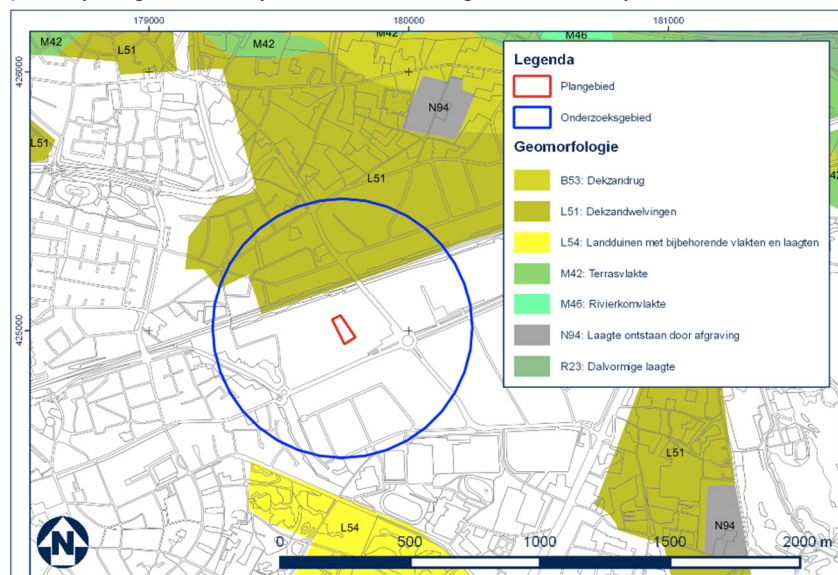 179000
180000
181000
M42
L51
M42
M42
M46
426000
N94
L51
L51
425000
L54
L51
N94
Legenda
Plangebied
Onderzoeksgebied
Geomorfologie
B53: Dekzandrug
L51: Dekzandwelvingen
L54: Landduinen met bijbehorende vlakten en laagten
M42: Terrasvlakte
M46: Rivierkomvlakte
N94: Laagte ontstaan door afgraving
R23: Dalvormige laagte
N
0 500 1000 1500 2000 m